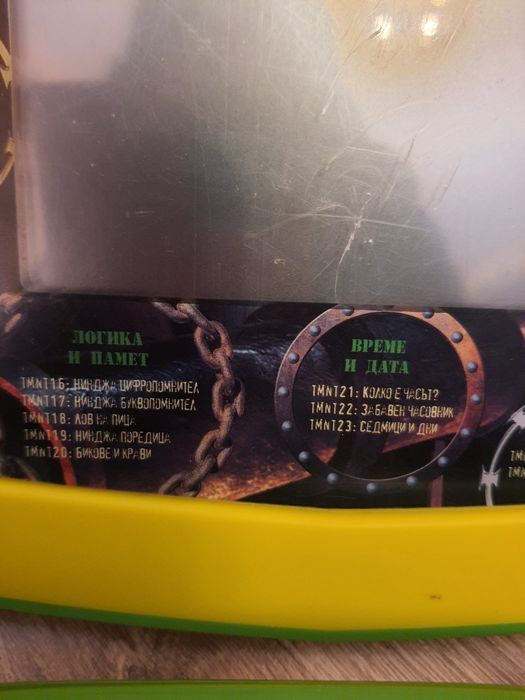 ЛОГИКА
И ПАМЕТ
TMNT16: НИНДЖА ЦИФРОПОМНИТЕЛ
TMNT17: НИНДЖА БУКВОПОМНИТЕЛ
TMNT18: ЛОВ НА ПИЦА
TMNT19: НИНДЖА ПОРЕДИЦА
TMNT20: БИКОВЕ И КРАВИ
ВРЕМЕ
И ДАТА
TMNT21: КОЛКО Е ЧАСЪТ?
TMNT22: ЗАБАВЕН ЧАСОВНИК
TMNT23: СЕДМИЦИ И ДНИ